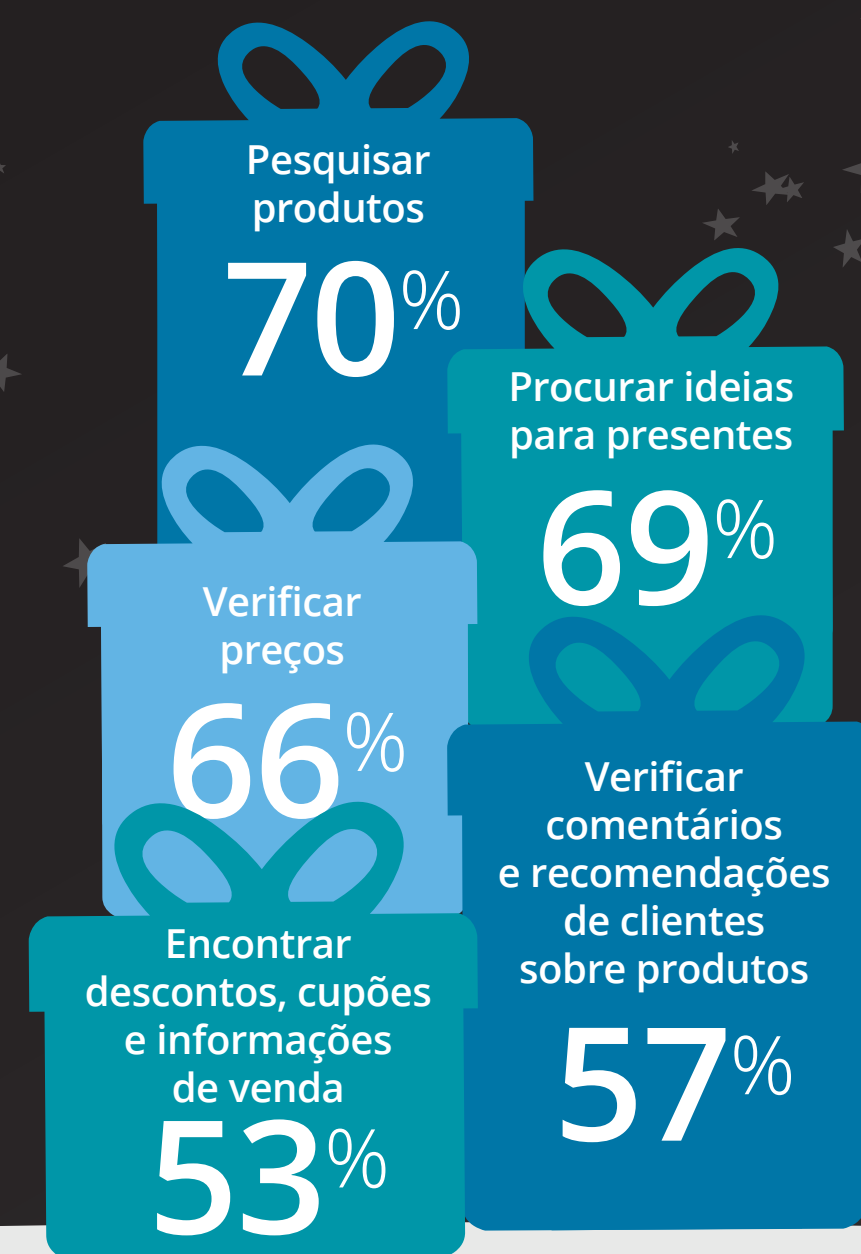 Pesquisar
produtos
70%
Procurar ideias
para presentes
69%
Verificar
preços
66%
Verificar
comentários
e recomendações
de clientes
sobre produtos
57%
Encontrar
descontos, cupões
e informações
de venda
53%